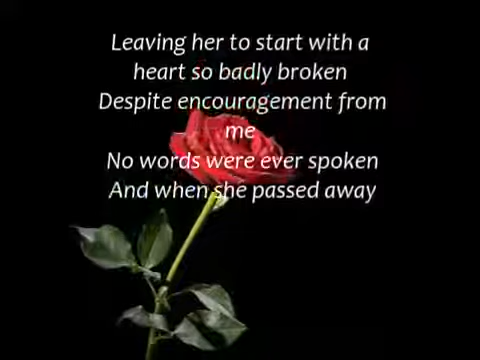 Leaving her to start with a
heart so badly broken
Despite encouragement from
me
No words were ever spoken
And when she passed away